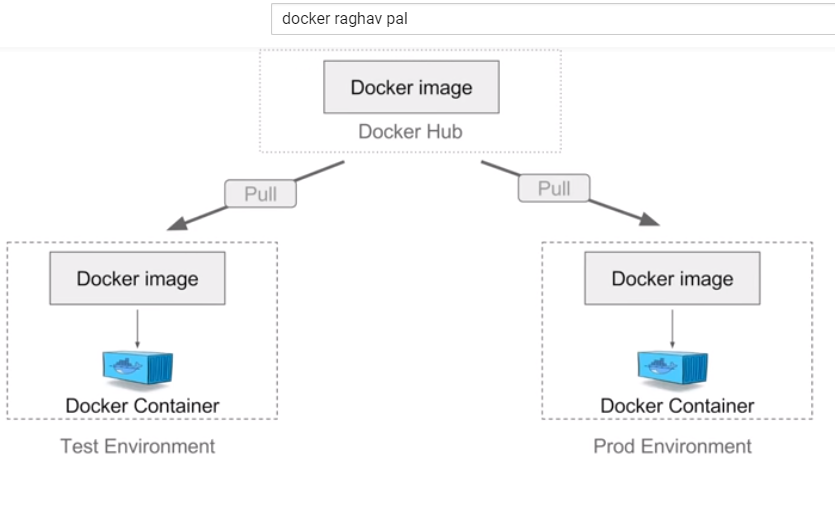 docker raghav pal
Docker image
Docker Hub
Pull
Pull
Docker image
Docker image
Docker Container
Docker Container
Test Environment
Prod Environment